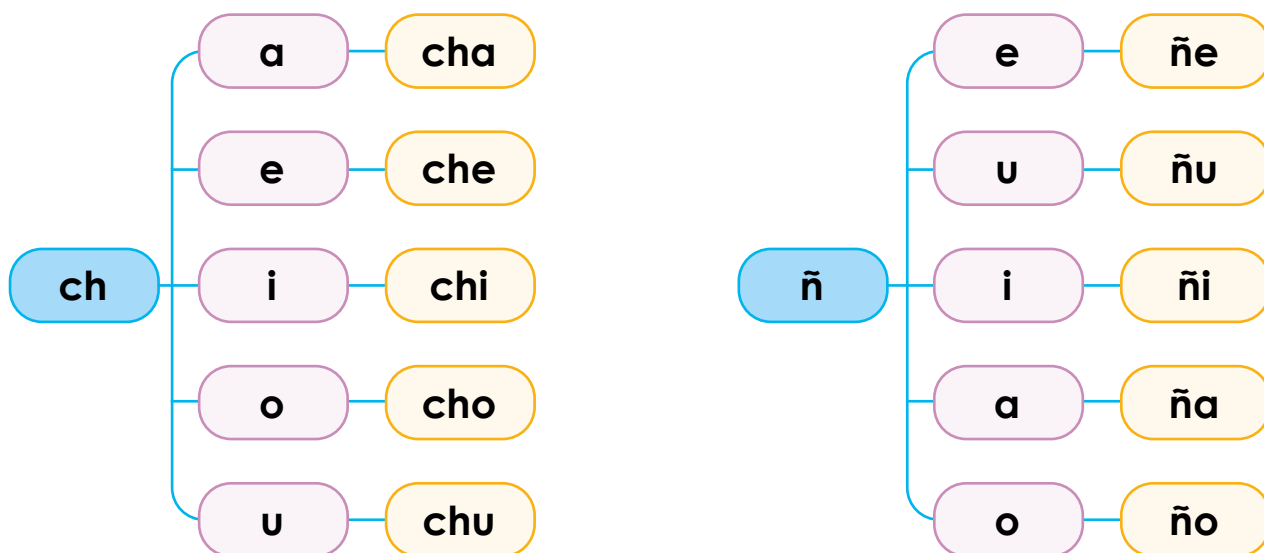 a cha
e che
ch i chi
o cho
u chu
e ñe
u ñu
ñ i ñi
a ña
o ño